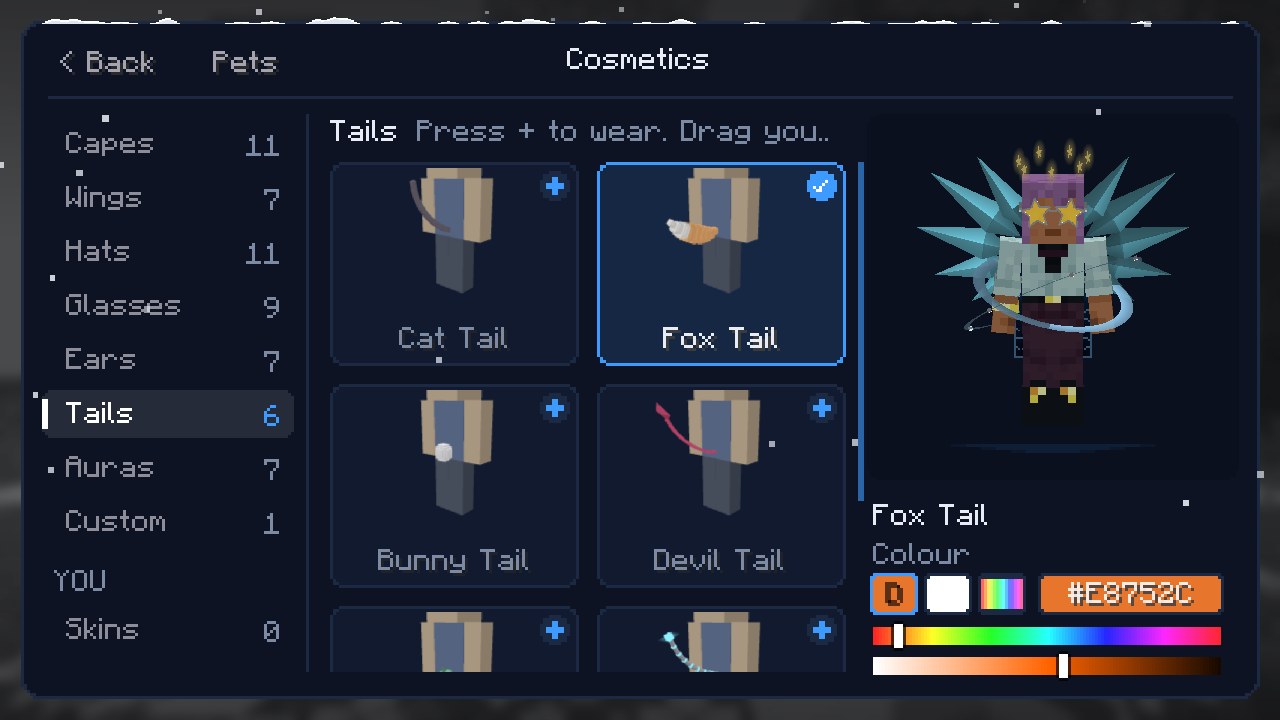 < Back
Pets
Cosmetics
Capes 11
Wings 7
Hats 11
Glasses 9
Ears 7
Tails 6
Auras 7
Custom 1
YOU
Skins 0
Tails Press + to wear. Drag you..
Cat Tail
Fox Tail
Bunny Tail
Devil Tail
Fox Tail
Colour
D
#E8752C